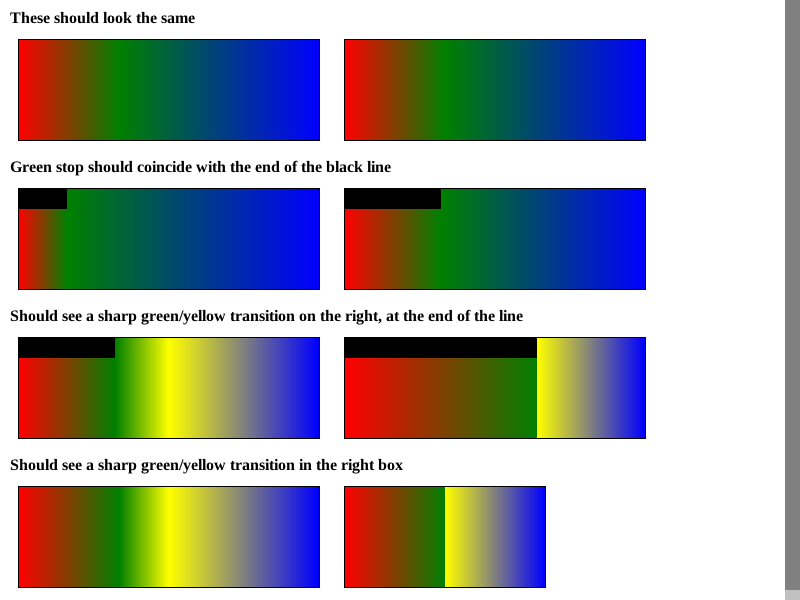 These should look the same
Green stop should coincide with the end of the black line
Should see a sharp green/yellow transition on the right, at the end of the line
Should see a sharp green/yellow transition in the right box